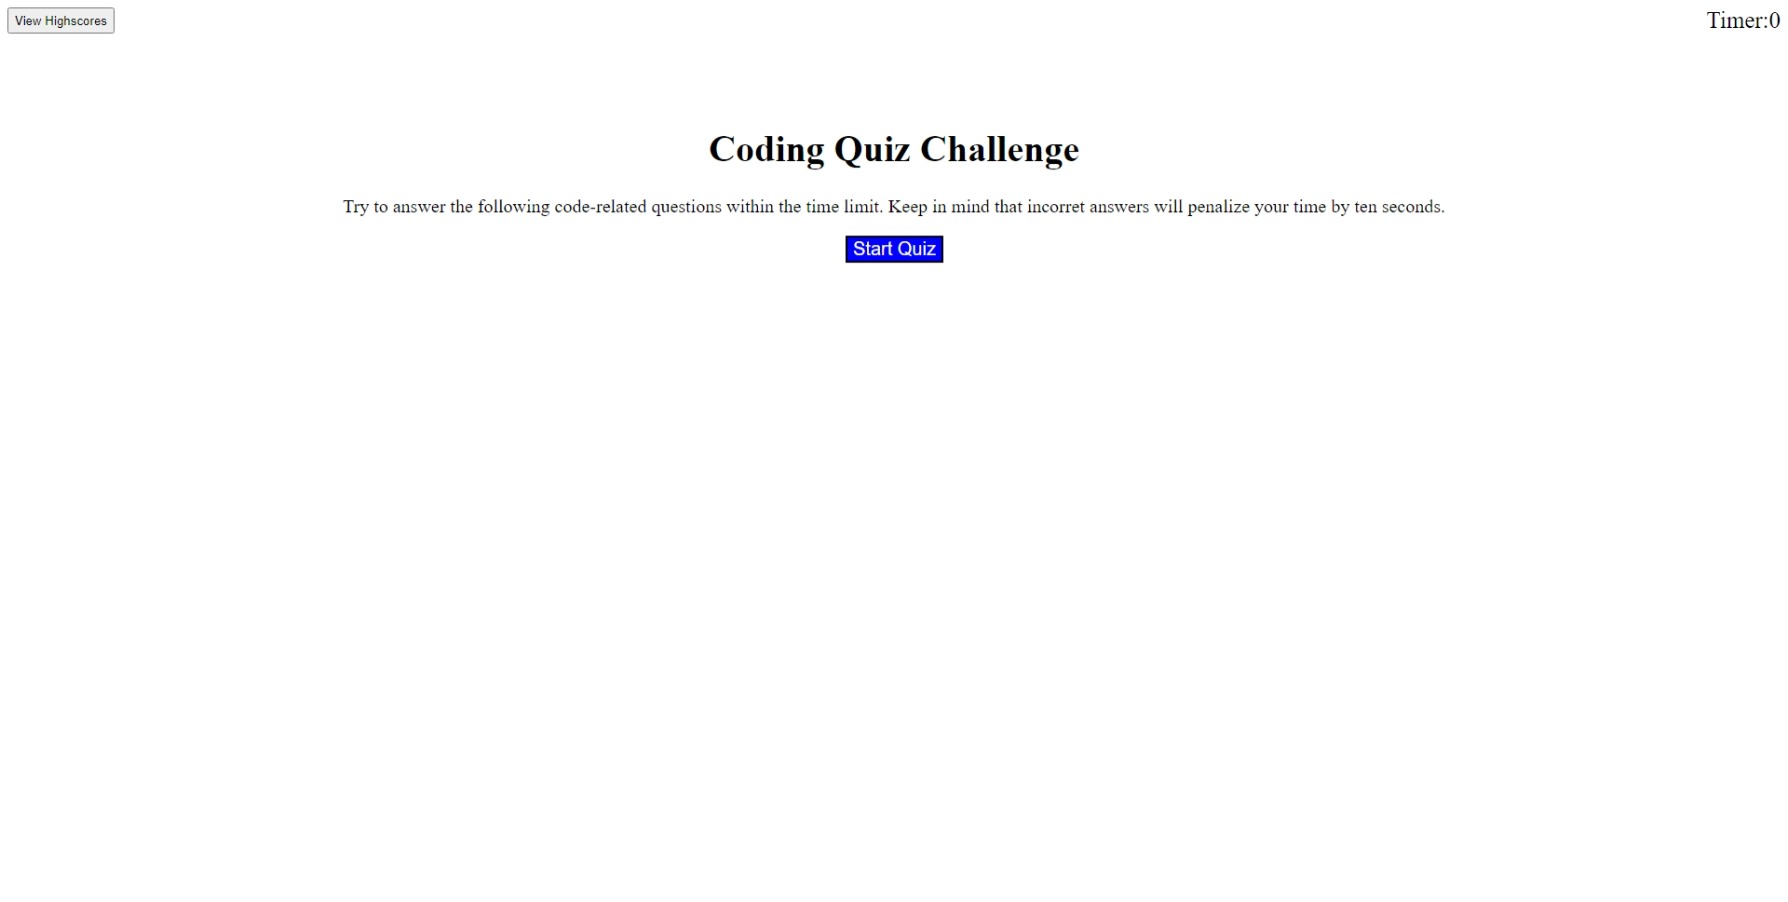 View Highscores
Timer:0
Coding Quiz Challenge
Try to answer the following code-related questions within the time limit. Keep in mind that incorret answers will penalize your time by ten seconds.
Start Quiz